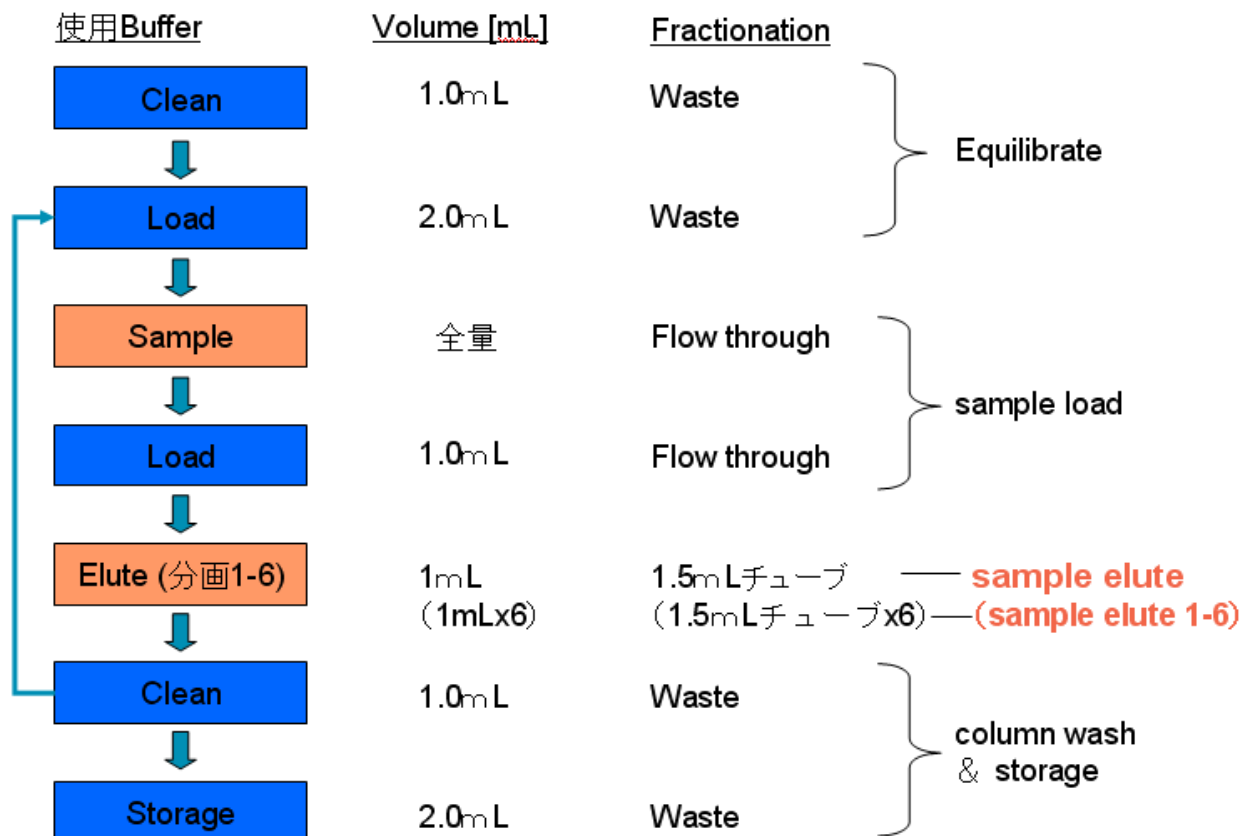 使用Buffer Volume [mL] Fractionation
Clean 1.0mL Waste
Equilibrate
Load 2.0mL Waste
Sample 全量 Flow through
sample load
Load 1.0mL Flow through
Elute (分画1-6) 1mL 1.5mLチューブ sample elute
(1mLx6) (1.5mLチューブx6) (sample elute 1-6)
Clean 1.0mL Waste
column wash
& storage
Storage 2.0mL Waste